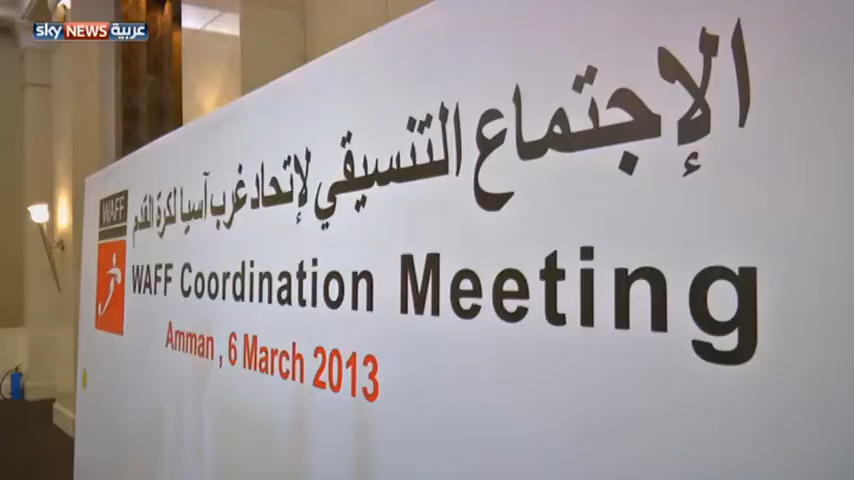 sky NEWS عربية
الإجتماع التنسيقي لإتحاد غرب آسيا لكرة القدم
WAFF
WAFF Coordination Meeting
Amman , 6 March 2013